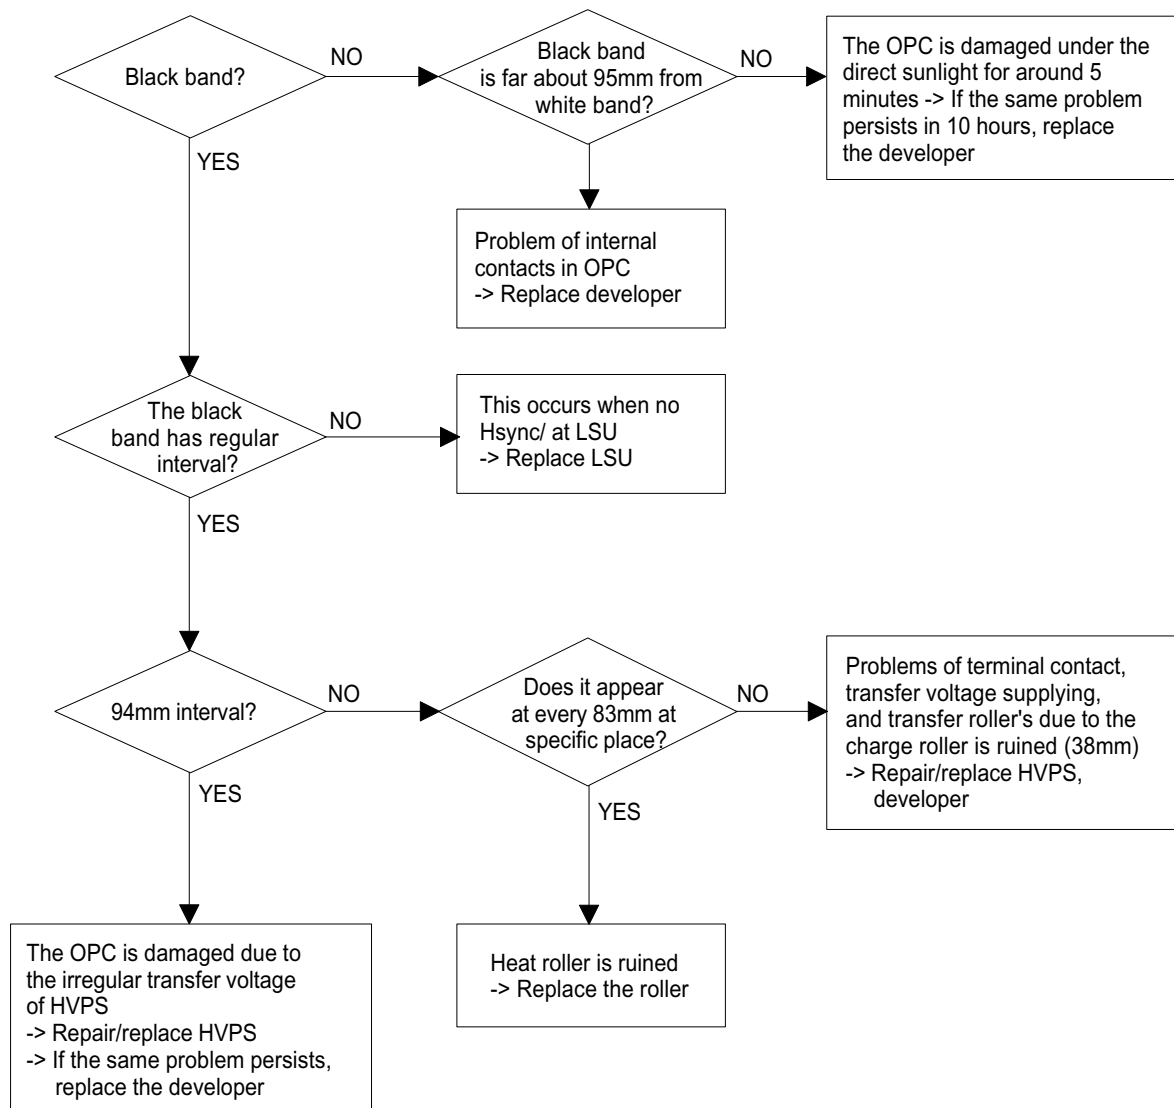 Black band?
NO
Black band
is far about 95mm from
white band?
NO
The OPC is damaged under the
direct sunlight for around 5
minutes -> If the same problem
persists in 10 hours, replace
the developer
YES
Problem of internal
contacts in OPC
-> Replace developer
The black
band has regular
interval?
NO
This occurs when no
Hsync/ at LSU
-> Replace LSU
YES
94mm interval?
NO
Does it appear
at every 83mm at
specific place?
NO
Problems of terminal contact,
transfer voltage supplying,
and transfer roller's due to the
charge roller is ruined (38mm)
-> Repair/replace HVPS,
developer
YES
YES
The OPC is damaged due to
the irregular transfer voltage
of HVPS
-> Repair/replace HVPS
-> If the same problem persists,
replace the developer
Heat roller is ruined
-> Replace the roller